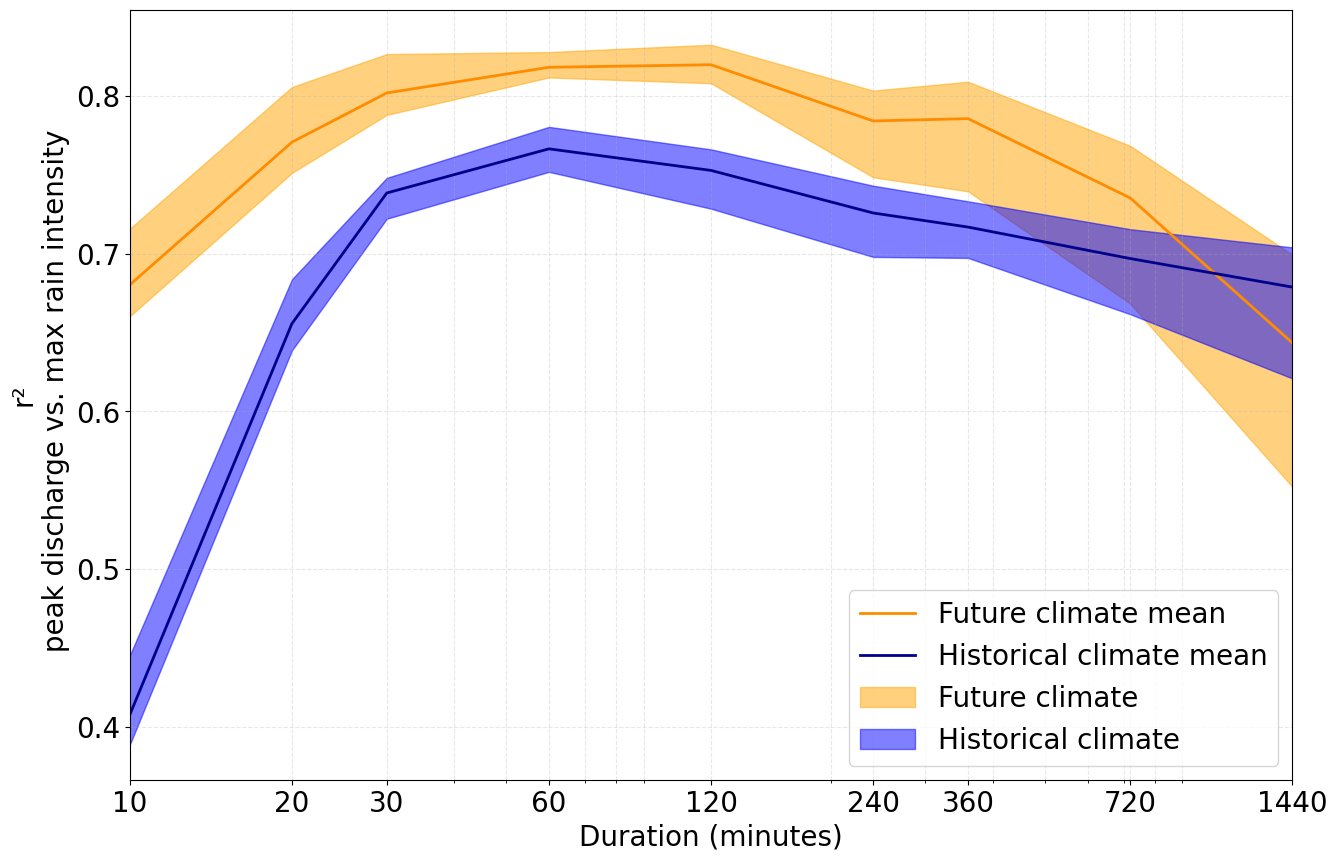 r²
peak discharge vs. max rain intensity
0.8
0.7
0.6
0.5
0.4
10
20
30
60
120
240
360
720
1440
Duration (minutes)
Future climate mean
Historical climate mean
Future climate
Historical climate